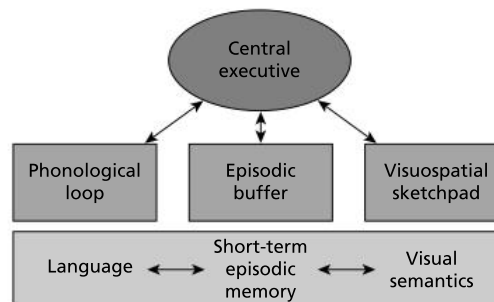 Central
executive
Phonological
loop
Episodic
buffer
Visuospatial
sketchpad
Language
Short-term
episodic
memory
Visual
semantics